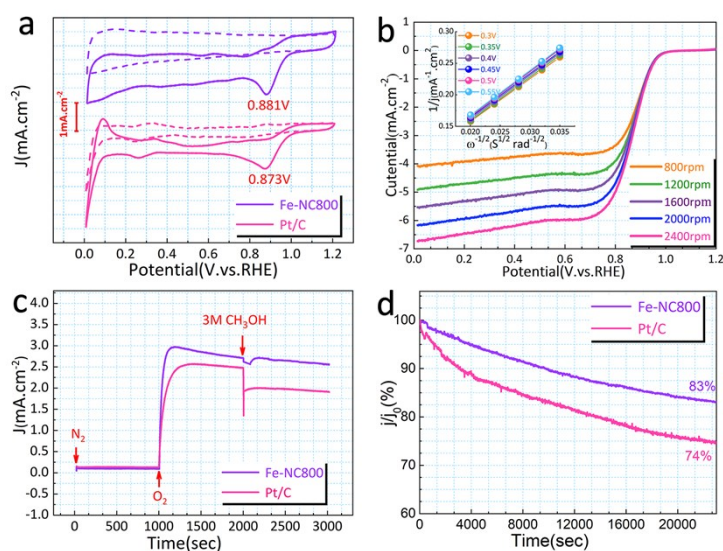 a
J(mA.cm⁻²)
1mA.cm⁻²
0.881V
0.873V
Fe-NC800
Pt/C
0.0 0.2 0.4 0.6 0.8 1.0 1.2
Potential(V.vs.RHE)
b
Cutential(mA.cm⁻²)
0
-1
-2
-3
-4
-5
-6
-7
1/j(mA⁻¹ cm²)
0.30
0.25
0.20
0.15
0.3V
0.35V
0.4V
0.45V
0.5V
0.55V
0.020 0.025 0.030 0.035
ω⁻¹/²(S¹/² rad⁻¹/²)
800rpm
1200rpm
1600rpm
2000rpm
2400rpm
0.0 0.2 0.4 0.6 0.8 1.0 1.2
Potential(V.vs.RHE)
c
J(mA.cm⁻²)
4.0
3.5
3.0
2.5
2.0
1.5
1.0
0.5
0.0
-0.5
-1.0
3M CH₃OH
N₂
O₂
Fe-NC800
Pt/C
0 500 1000 1500 2000 2500 3000
Time(sec)
d
j/j₀(%)
100
90
80
70
60
Fe-NC800
Pt/C
83%
74%
0 4000 8000 12000 16000 20000
Time(sec)